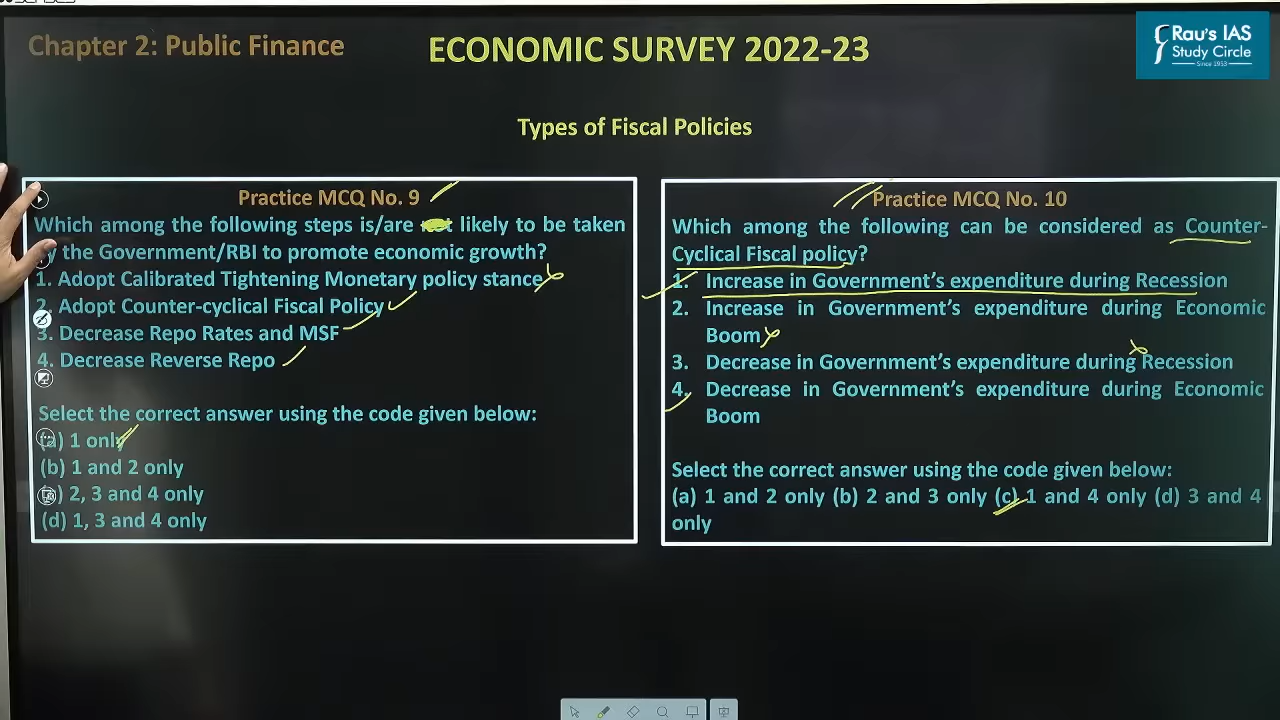 Chapter 2: Public Finance
ECONOMIC SURVEY 2022-23
Rau's IAS
Study Circle
Since 1953
Types of Fiscal Policies
Practice MCQ No. 9
Which among the following steps is/are not likely to be taken
by the Government/RBI to promote economic growth?
1. Adopt Calibrated Tightening Monetary policy stance
2. Adopt Counter-cyclical Fiscal Policy
3. Decrease Repo Rates and MSF
4. Decrease Reverse Repo
Select the correct answer using the code given below:
(a) 1 only
(b) 1 and 2 only
(c) 2, 3 and 4 only
(d) 1, 3 and 4 only
Practice MCQ No. 10
Which among the following can be considered as Counter-
Cyclical Fiscal policy?
1. Increase in Government's expenditure during Recession
2. Increase in Government's expenditure during Economic
Boom
3. Decrease in Government's expenditure during Recession
4. Decrease in Government's expenditure during Economic
Boom
Select the correct answer using the code given below:
(a) 1 and 2 only (b) 2 and 3 only (c) 1 and 4 only (d) 3 and 4
only